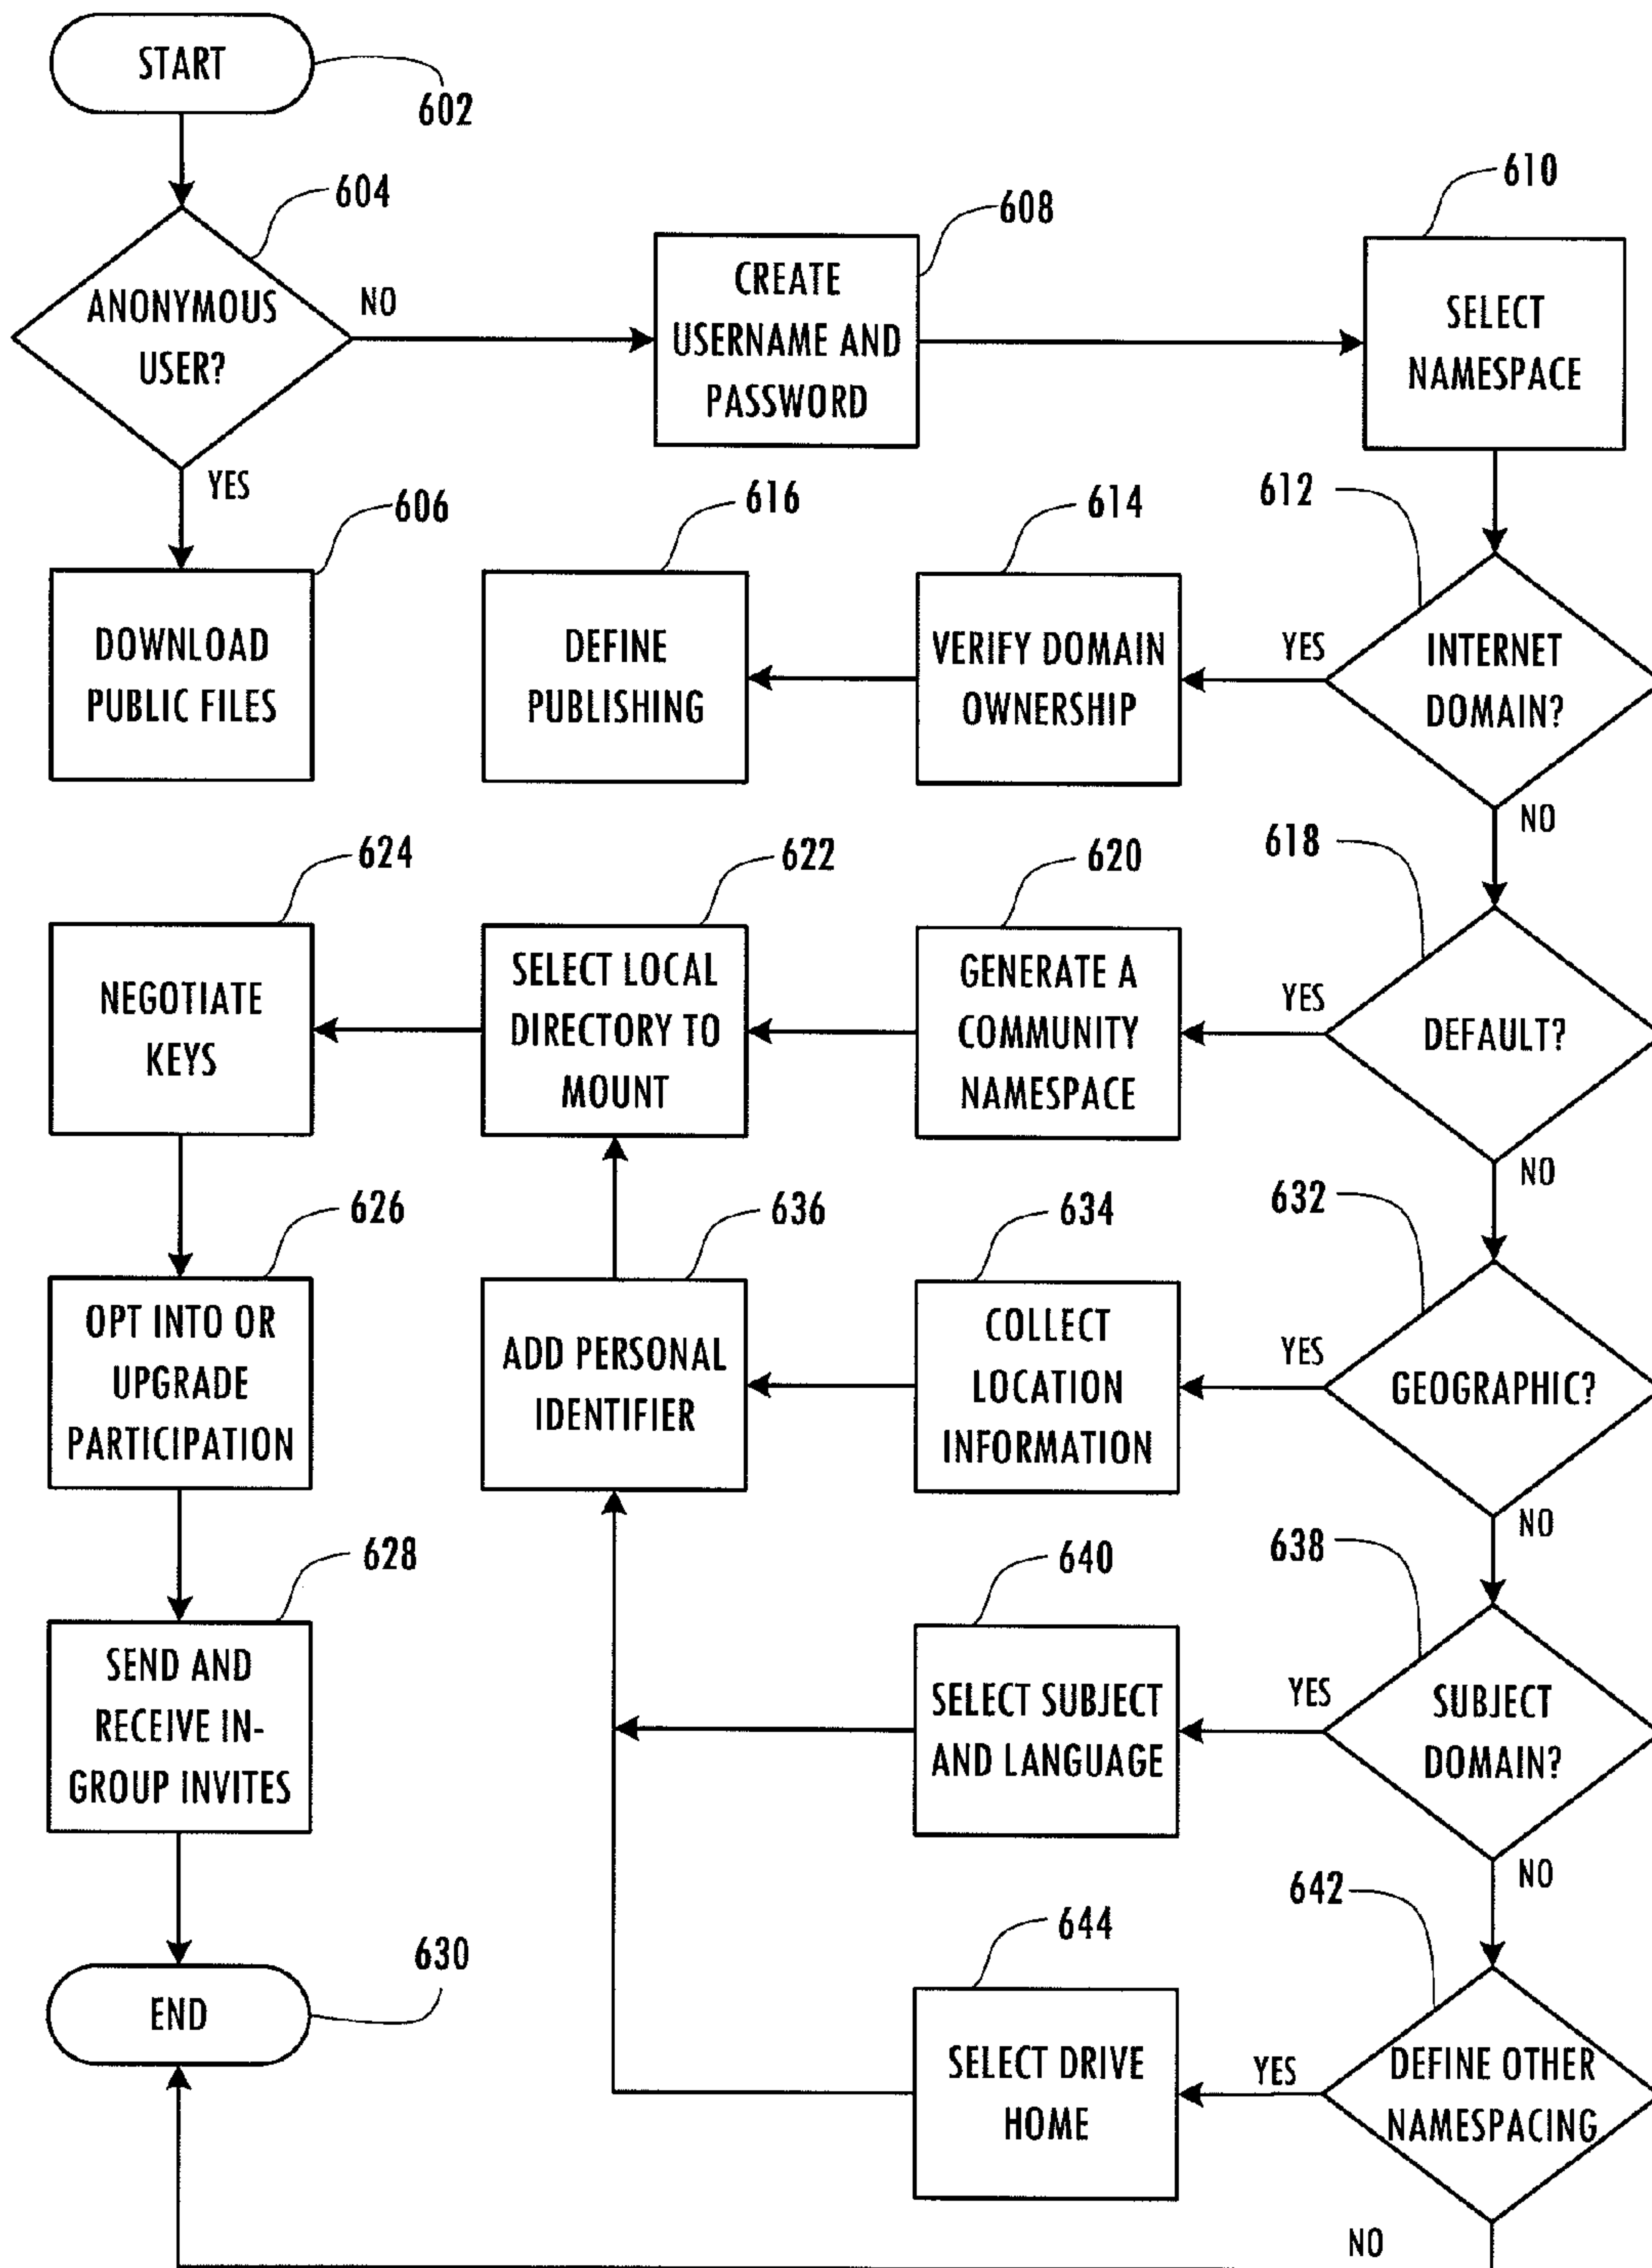 START
602
604
610
608
ANONYMOUS
USER?
NO
CREATE
USERNAME AND
PASSWORD
SELECT
NAMESPACE
YES
606
616
614
612
DOWNLOAD
PUBLIC FILES
DEFINE
PUBLISHING
VERIFY DOMAIN
OWNERSHIP
YES
INTERNET
DOMAIN?
NO
624
622
620
618
NEGOTIATE
KEYS
SELECT LOCAL
DIRECTORY TO
MOUNT
GENERATE A
COMMUNITY
NAMESPACE
YES
DEFAULT?
NO
626
636
634
632
OPT INTO OR
UPGRADE
PARTICIPATION
ADD PERSONAL
IDENTIFIER
COLLECT
LOCATION
INFORMATION
YES
GEOGRAPHIC?
NO
628
640
638
SEND AND
RECEIVE IN-
GROUP INVITES
SELECT SUBJECT
AND LANGUAGE
YES
SUBJECT
DOMAIN?
NO
630
644
642
END
SELECT DRIVE
HOME
YES
DEFINE OTHER
NAMESPACING
NO